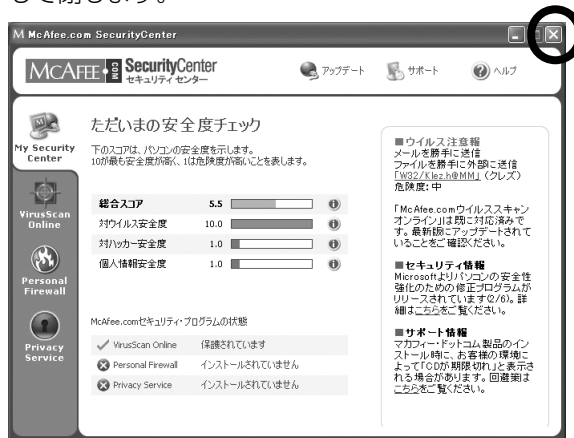 して閉じます。
McAfee.com SecurityCenter
McAFEE.COM SecurityCenter
セキュリティ センター
アップデート サポート ヘルプ
My Security Center
VirusScan Online
Personal Firewall
Privacy Service
ただいまの安全度チェック
下のスコアは、パソコンの安全度を示します。
10が最も安全度が高く、1は危険度が高いことを表します。
総合スコア 5.5
対ウイルス安全度 10.0
対ハッカー安全度 1.0
個人情報安全度 1.0
McAfee.comセキュリティ・プログラムの状態
VirusScan Online 保護されています
Personal Firewall インストールされていません
Privacy Service インストールされていません
■ウイルス注意報
メールを勝手に送信
ファイルを勝手に外部に送信
「W32/Klez.h@MM」(クレズ)
危険度：中
「McAfee.comウイルススキャン
オンライン」は既に対応済みで
す。最新版にアップデートされて
いることをご確認ください。
■セキュリティ情報
Microsoftよりパソコンの安全性
強化のための修正プログラムが
リリースされています(2/6)。詳
細はこちらをご覧ください。
■サポート情報
マカフィー・ドットコム製品のイン
ストール時に、お客様の環境に
よって「CDが期限切れ」と表示さ
れる場合があります。回避策は
こちらをご覧ください。